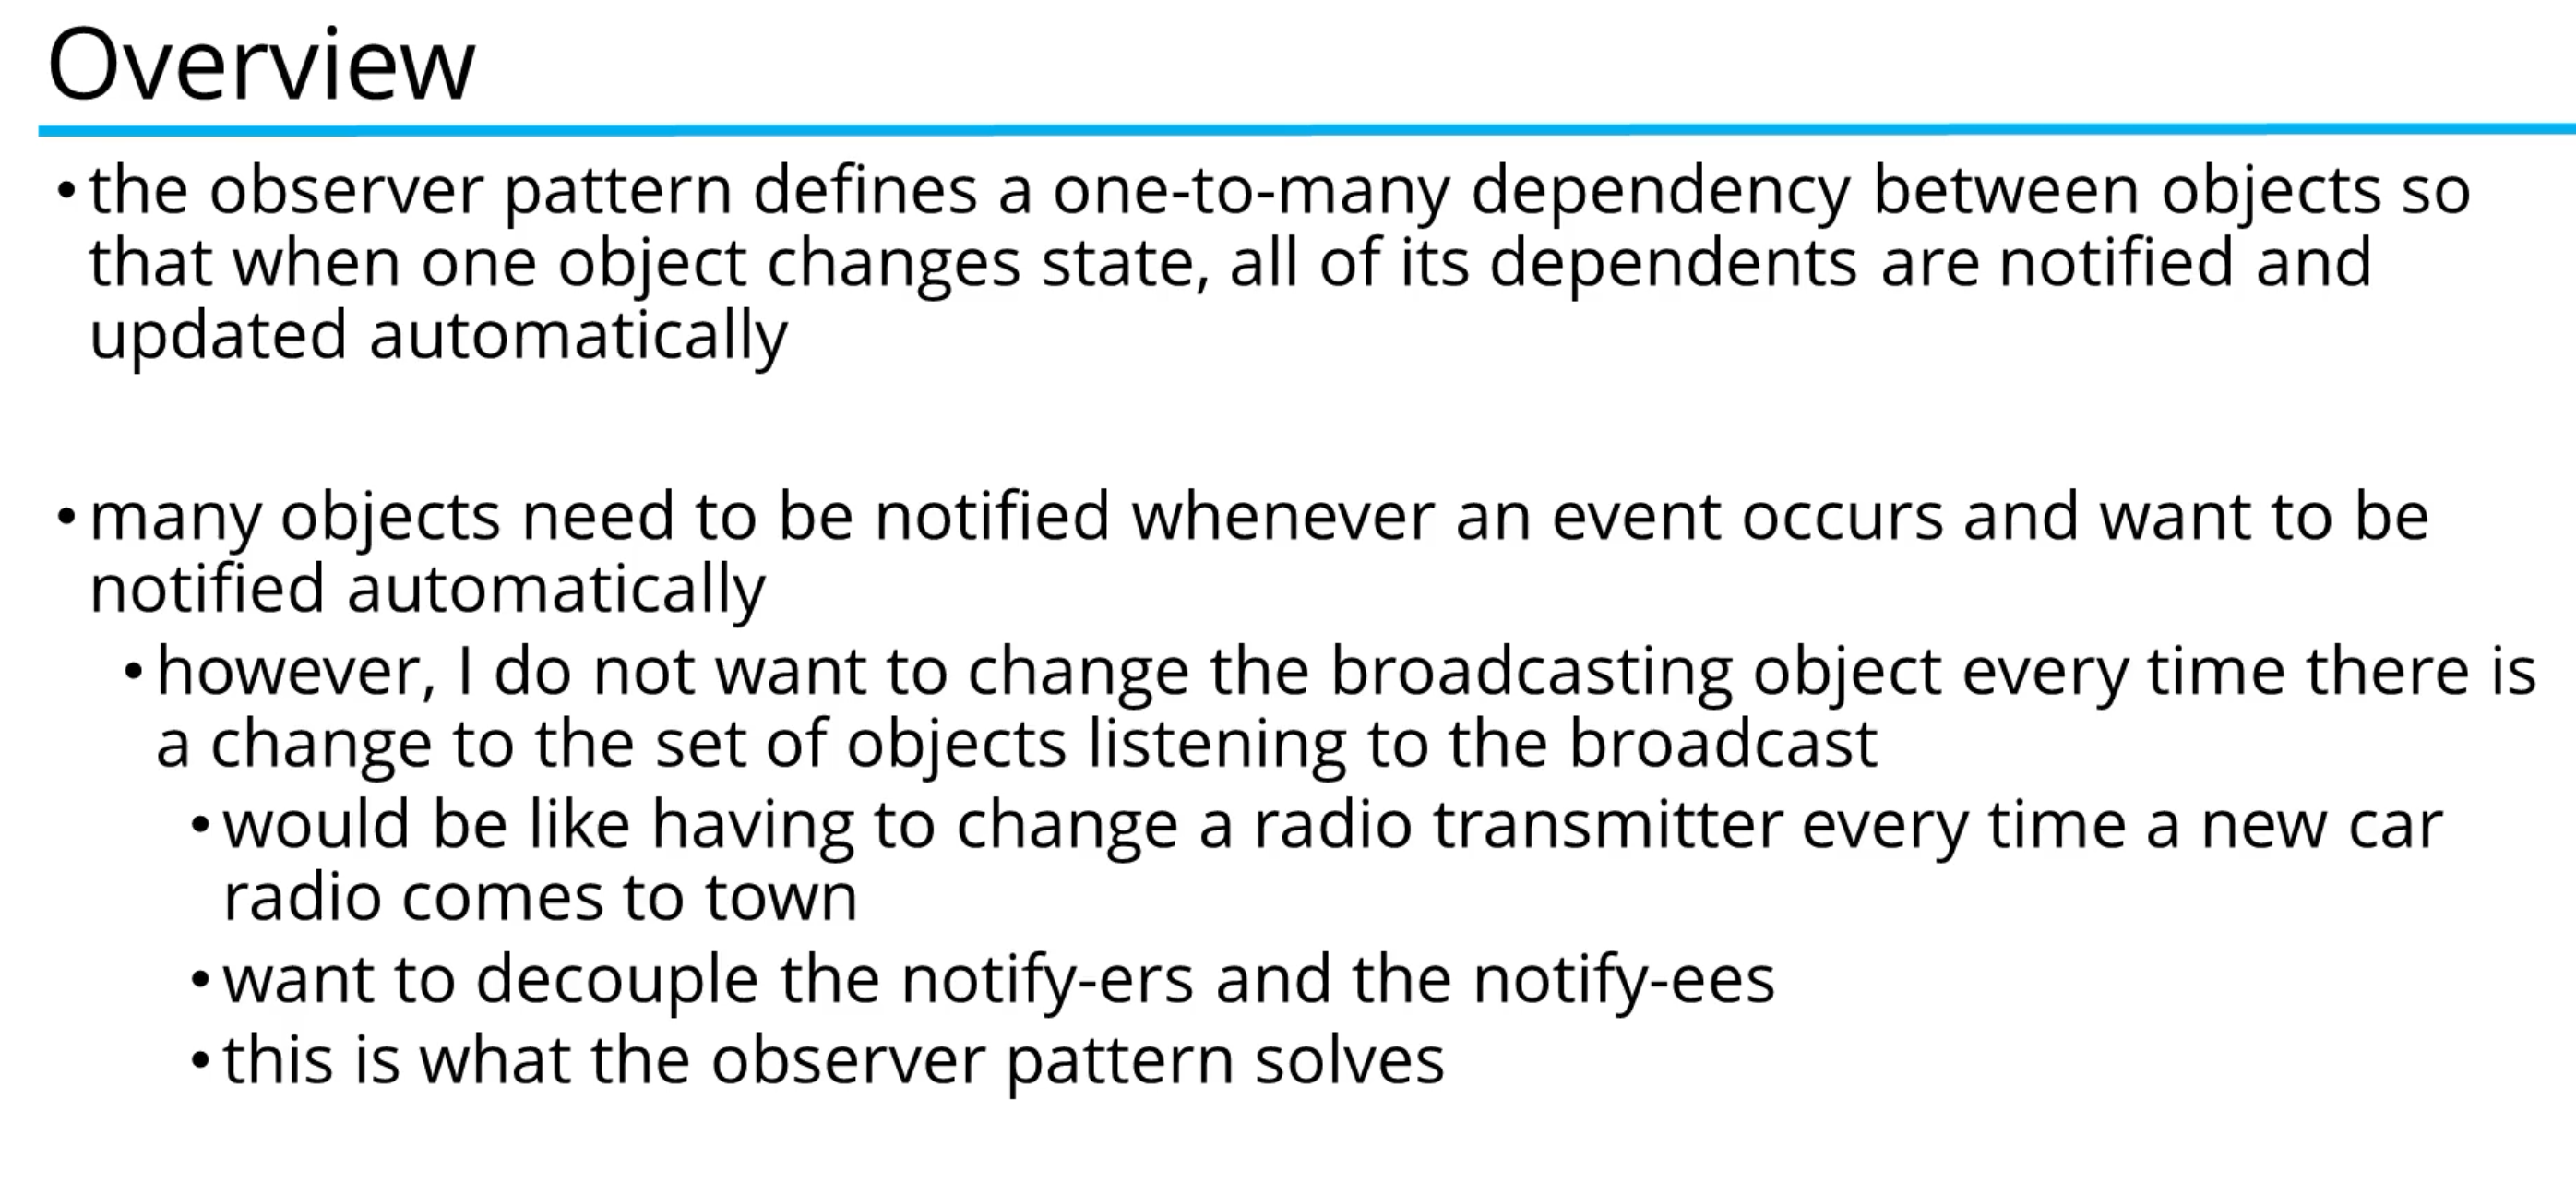 Overview
• the observer pattern defines a one-to-many dependency between objects so
that when one object changes state, all of its dependents are notified and
updated automatically
• many objects need to be notified whenever an event occurs and want to be
notified automatically
• however, I do not want to change the broadcasting object every time there is
a change to the set of objects listening to the broadcast
• would be like having to change a radio transmitter every time a new car
radio comes to town
• want to decouple the notify-ers and the notify-ees
• this is what the observer pattern solves